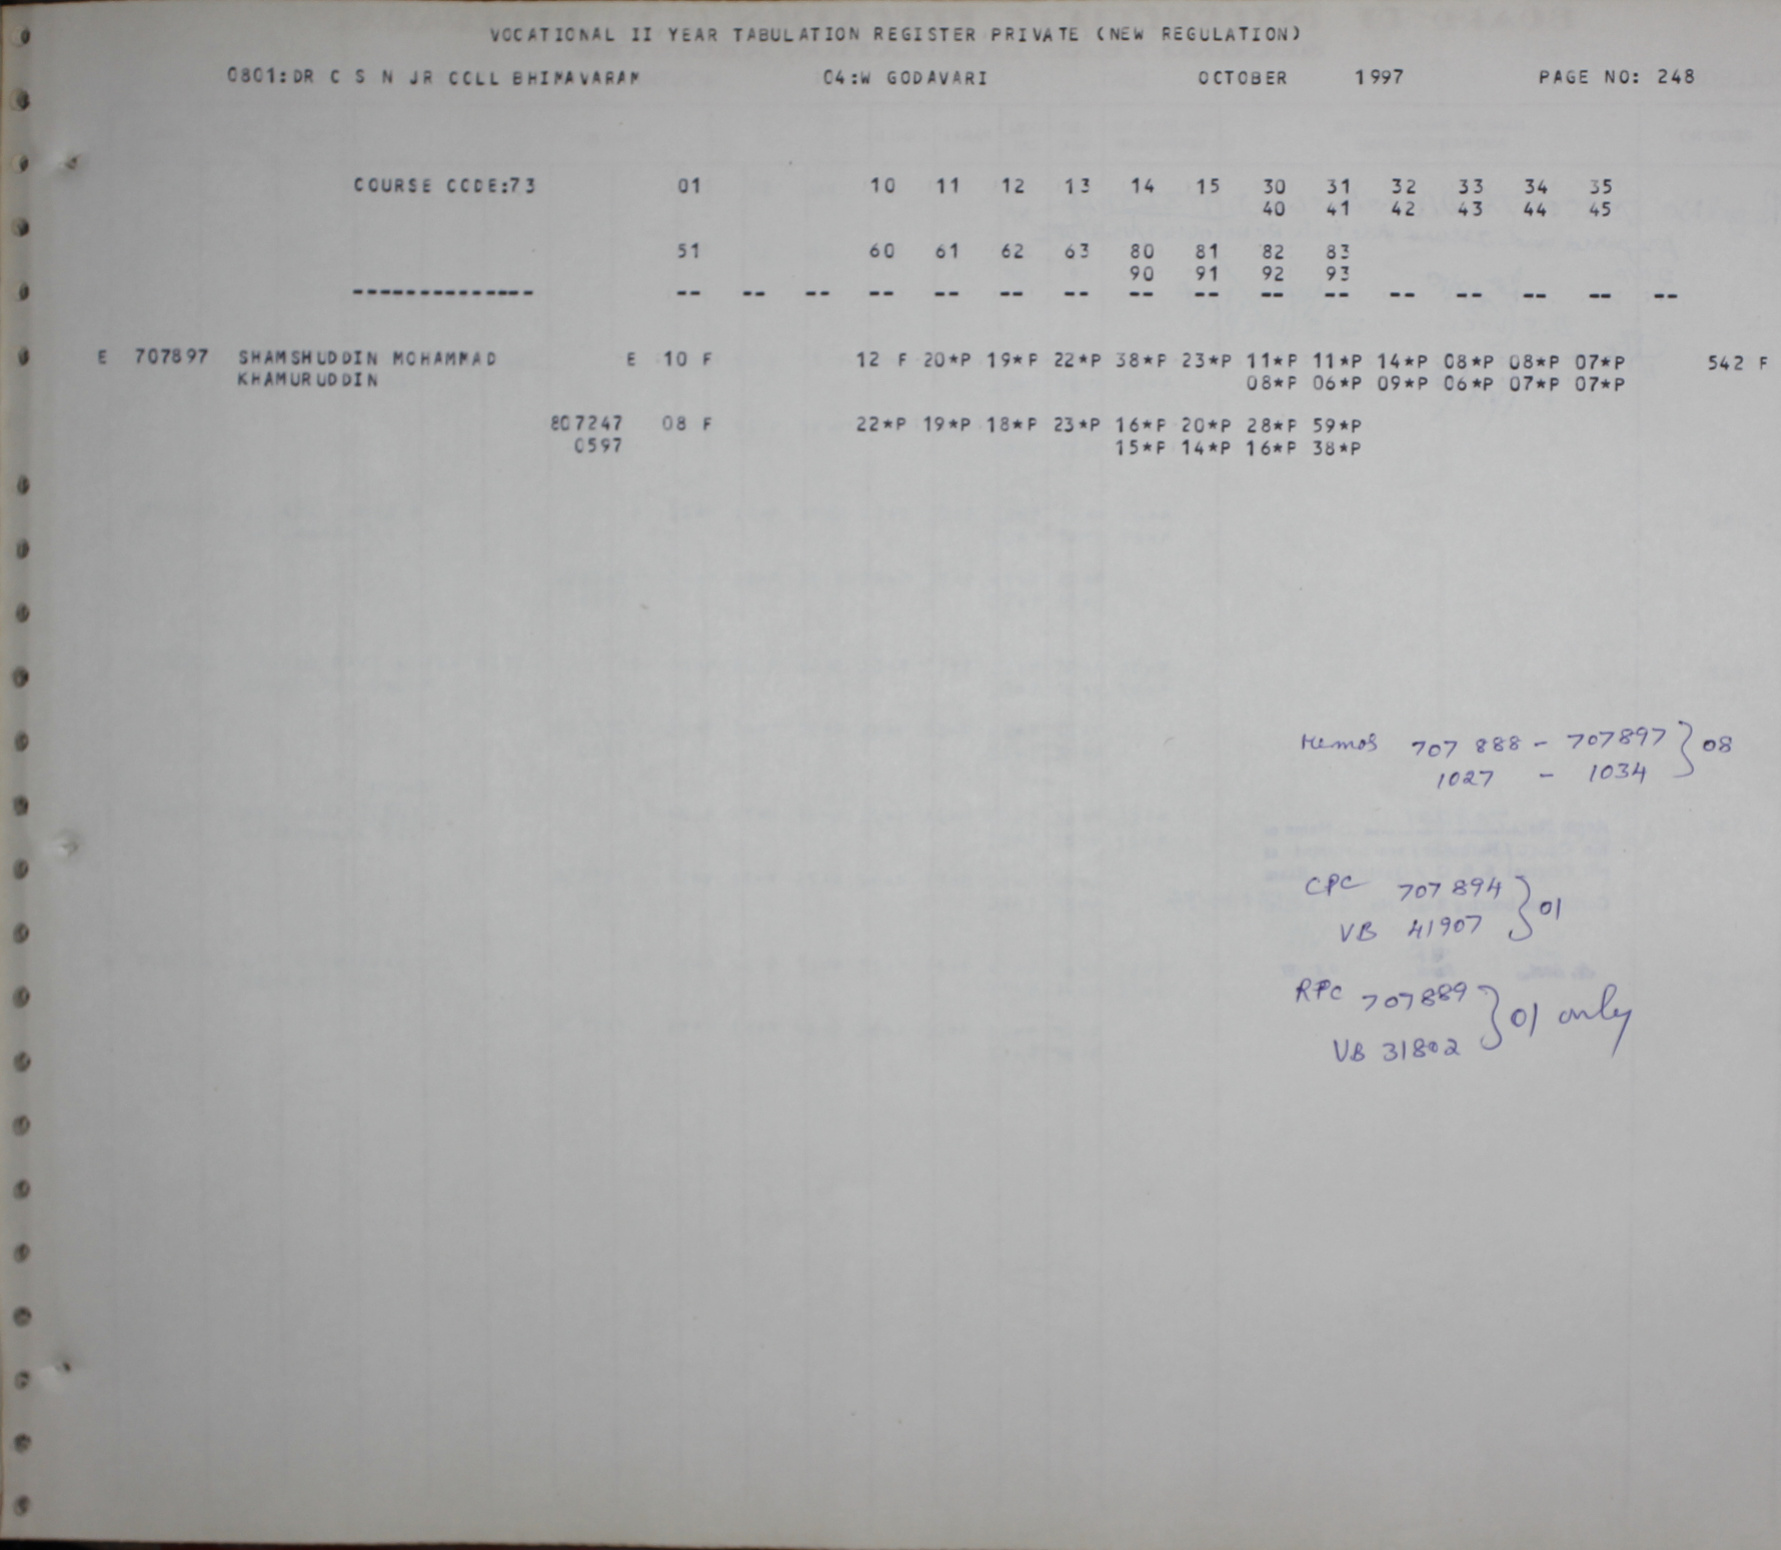 VOCATIONAL II YEAR TABULATION REGISTER PRIVATE (NEW REGULATION)
0801:DR C S N JR COLL BHIMAVARAM 04:W GODAVARI OCTOBER 1997 PAGE NO: 248
COURSE CODE:73 01 10 11 12 13 14 15 30 31 32 33 34 35
40 41 42 43 44 45
51 60 61 62 63 80 81 82 83
90 91 92 93
-------------- -- -- -- -- -- -- -- -- -- -- -- -- -- -- -- --
E 707897 SHAMSHUDDIN MOHAMMAD E 10 F 12 F 20*P 19*P 22*P 38*P 23*P 11*P 11*P 14*P 08*P 08*P 07*P 542 F
KHAMURUDDIN 08*P 06*P 09*P 06*P 07*P 07*P
807247 08 F 22*P 19*P 18*P 23*P 16*P 20*P 28*P 59*P
0597 15*P 14*P 16*P 38*P
Memos 707 888 - 707897 } 08
1027 - 1034
CPC 707 894 } 01
VB 41907
RPC 707889 } 01 only
VB 31802